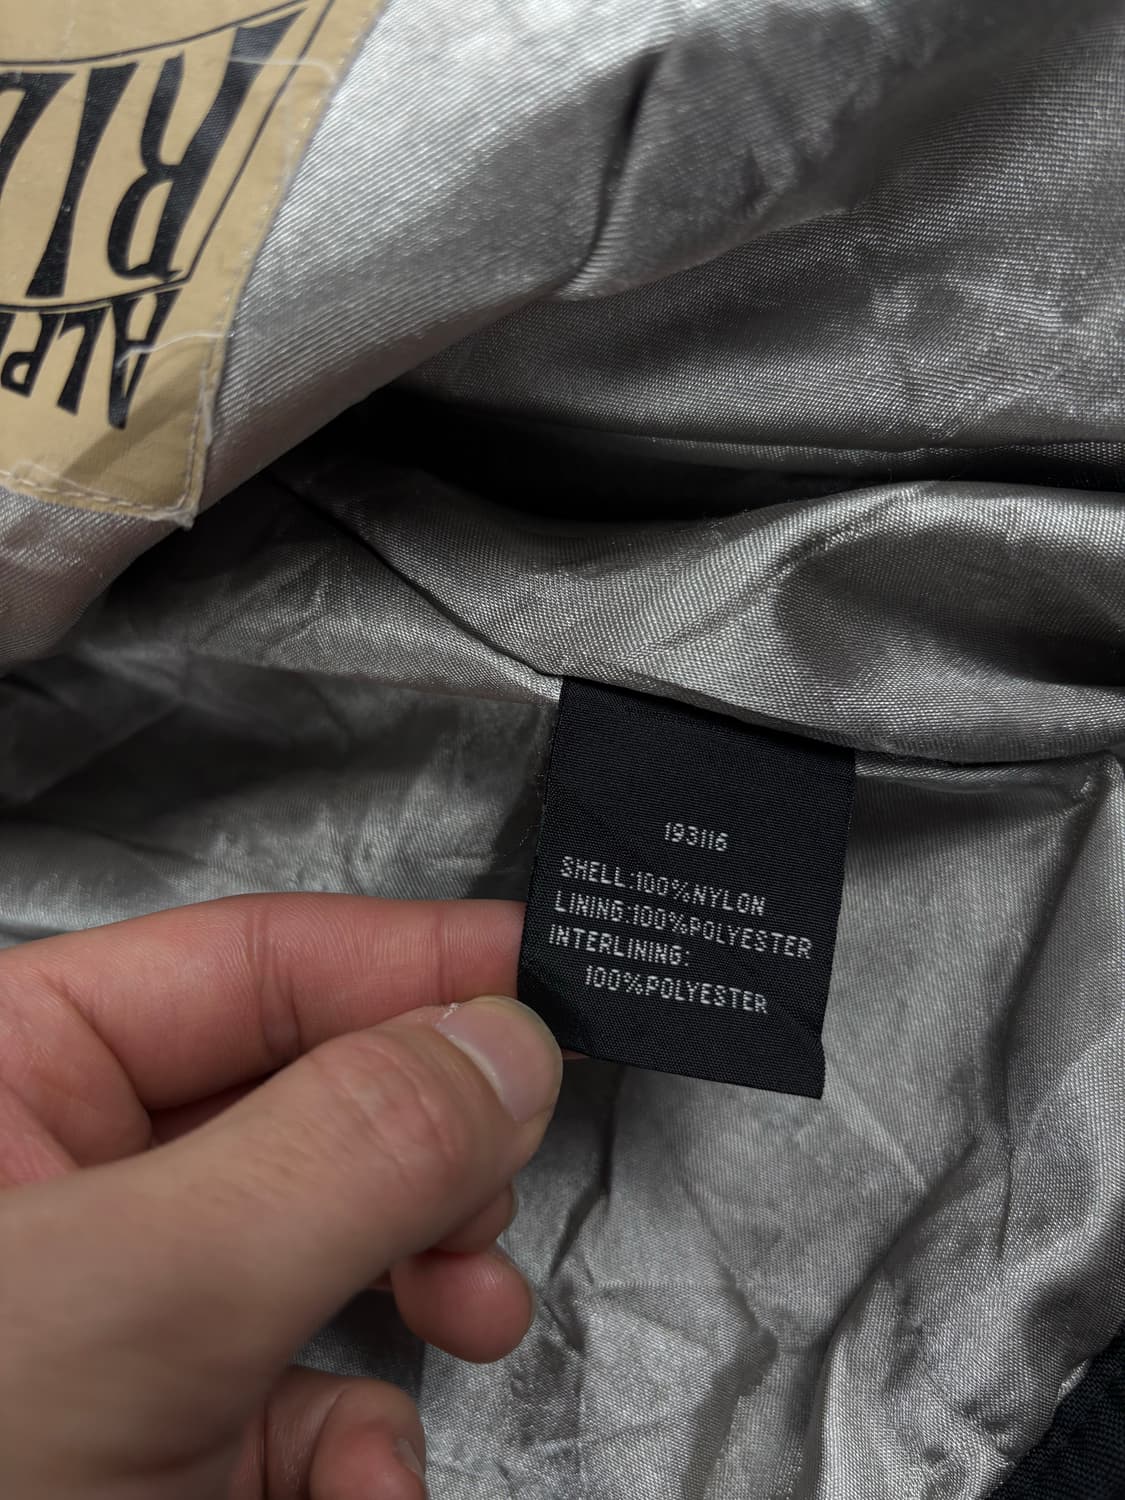 193116
SHELL:100%NYLON
LINING:100%POLYESTER
INTERLINING:
100%POLYESTER